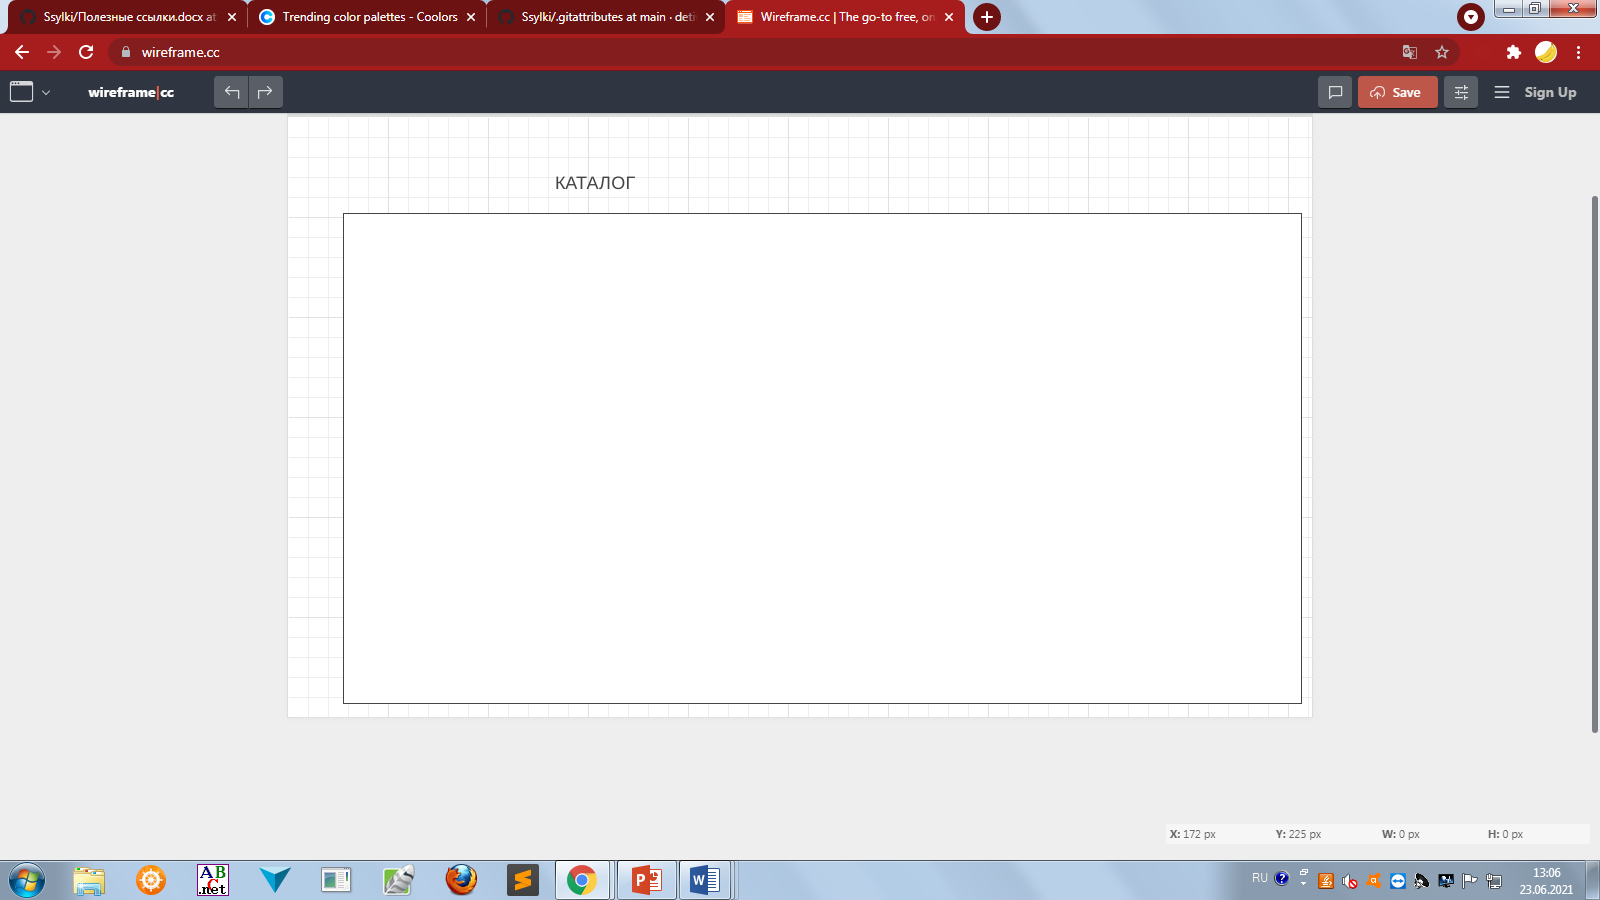 Ssylki/Полезные ссылки.docx at
Trending color palettes - Coolors
Ssylki/.gitattributes at main · deti
Wireframe.cc | The go-to free, on
wireframe.cc
wireframe|cc
Save
Sign Up
КАТАЛОГ
X: 172 px Y: 225 px W: 0 px H: 0 px
A B C .net
RU
13:06
23.06.2021